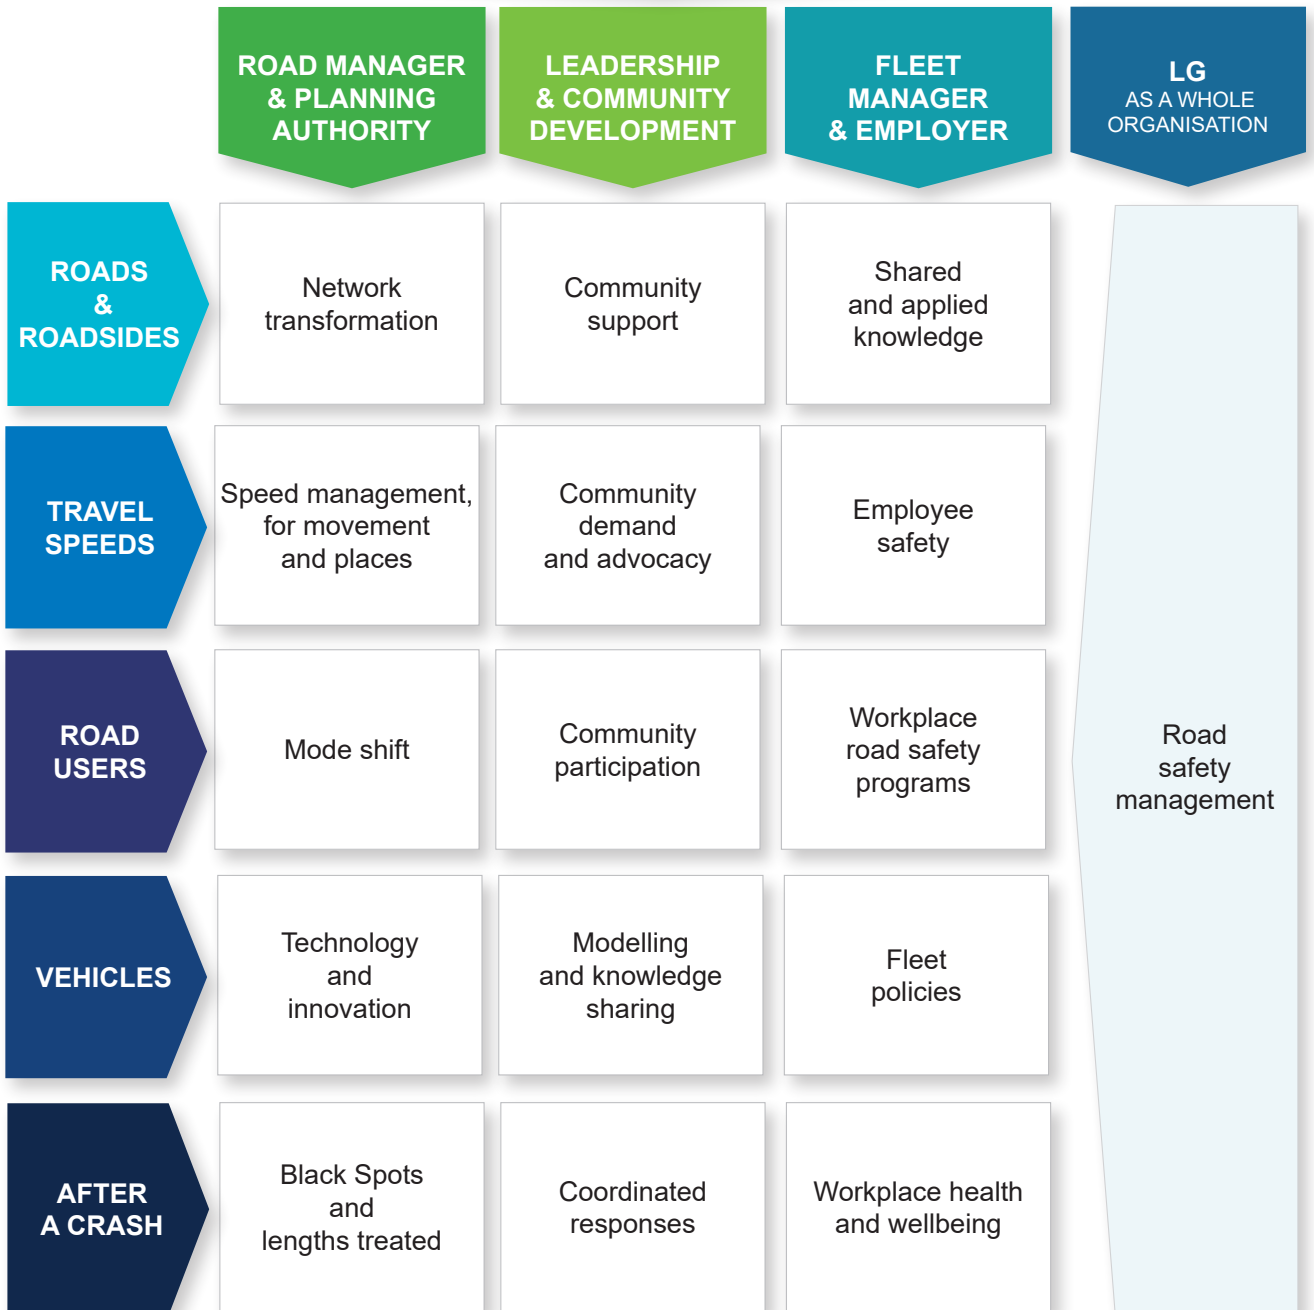 ROAD MANAGER
& PLANNING
AUTHORITY
LEADERSHIP
& COMMUNITY
DEVELOPMENT
FLEET
MANAGER
& EMPLOYER
LG
AS A WHOLE
ORGANISATION
ROADS
&
ROADSIDES
Network
transformation
Community
support
Shared
and applied
knowledge
TRAVEL
SPEEDS
Speed management,
for movement
and places
Community
demand
and advocacy
Employee
safety
ROAD
USERS
Mode shift
Community
participation
Workplace
road safety
programs
Road
safety
management
VEHICLES
Technology
and
innovation
Modelling
and knowledge
sharing
Fleet
policies
AFTER
A CRASH
Black Spots
and
lengths treated
Coordinated
responses
Workplace health
and wellbeing